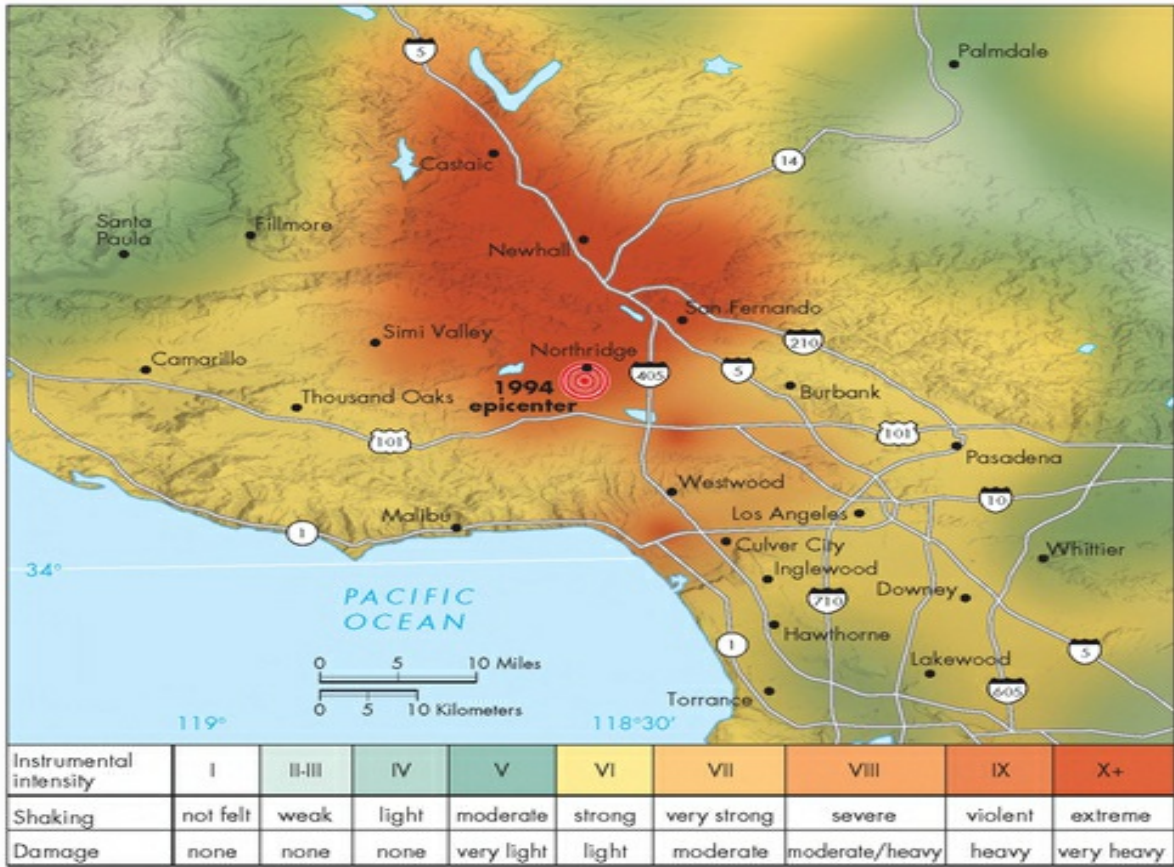 5
Palmdale
14
Castaic
Santa
Paula
Fillmore
Newhall
San Fernando
Simi Valley
210
Northridge
Camarillo
405
5
1994
epicenter
Burbank
Thousand Oaks
101
101
Pasadena
Westwood
10
Los Angeles
Malibu
1
Culver City
Whittier
34°
Inglewood
Downey
PACIFIC
OCEAN
710
Hawthorne
1
5
Lakewood
0 5 10 Miles
605
Torrance
0 5 10 Kilometers
119°
118°30'
Instrumental
intensity
I II-III IV V VI VII VIII IX X+
Shaking not felt weak light moderate strong very strong severe violent extreme
Damage none none none very light light moderate moderate/heavy heavy very heavy